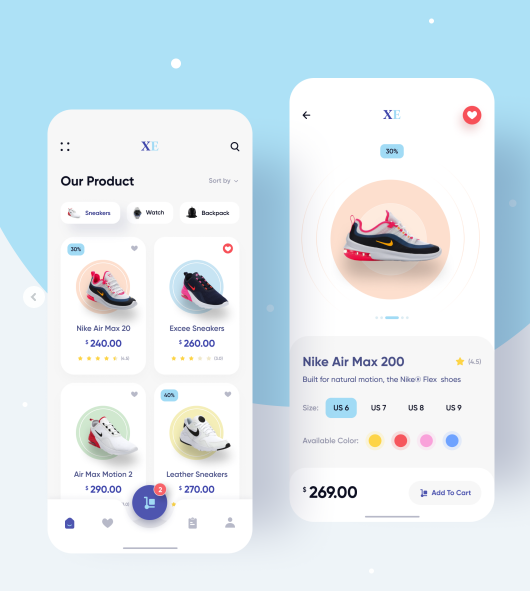 XE
Our Product
Sort by
Sneakers
Watch
Backpack
30%
Nike Air Max 20
$ 240.00
(4.5)
Excee Sneakers
$ 260.00
40%
Air Max Motion 2
$ 290.00
Leather Sneakers
$ 270.00
2
XE
30%
Nike Air Max 200
(4.5)
Built for natural motion, the Nike® Flex shoes
Size:
US 6
US 7
US 8
US 9
Available Color:
$ 269.00
Add To Cart